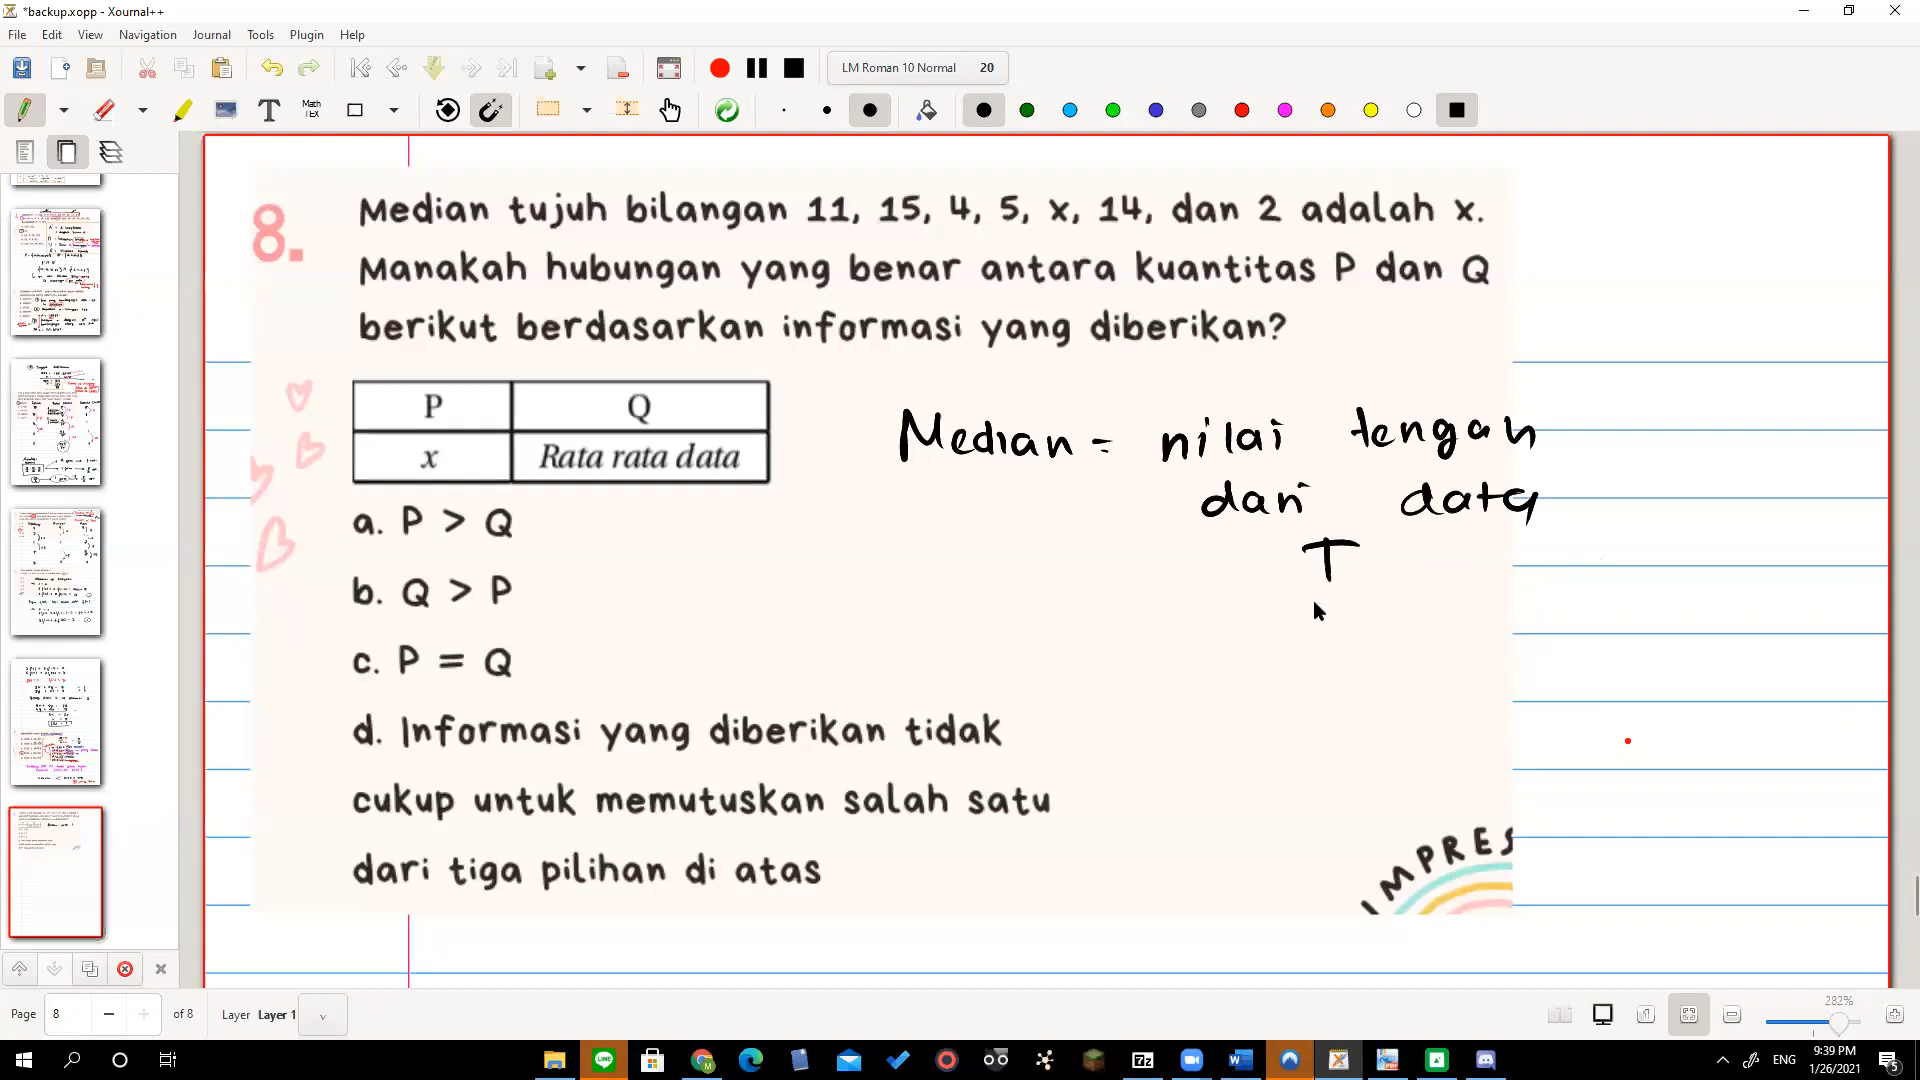 *backup.xopp - Xournal++
File Edit View Navigation Journal Tools Plugin Help
LM Roman 10 Normal 20
Math TEX
8. Median tujuh bilangan 11, 15, 4, 5, x, 14, dan 2 adalah x.
Manakah hubungan yang benar antara kuantitas P dan Q
berikut berdasarkan informasi yang diberikan?
P Q
x Rata rata data
Median = nilai tengah
dari data
T
a. P > Q
b. Q > P
c. P = Q
d. Informasi yang diberikan tidak
cukup untuk memutuskan salah satu
dari tiga pilihan di atas
IMPRES
Page 8 of 8 Layer Layer 1 v
282%
ENG
9:39 PM
1/26/2021
5